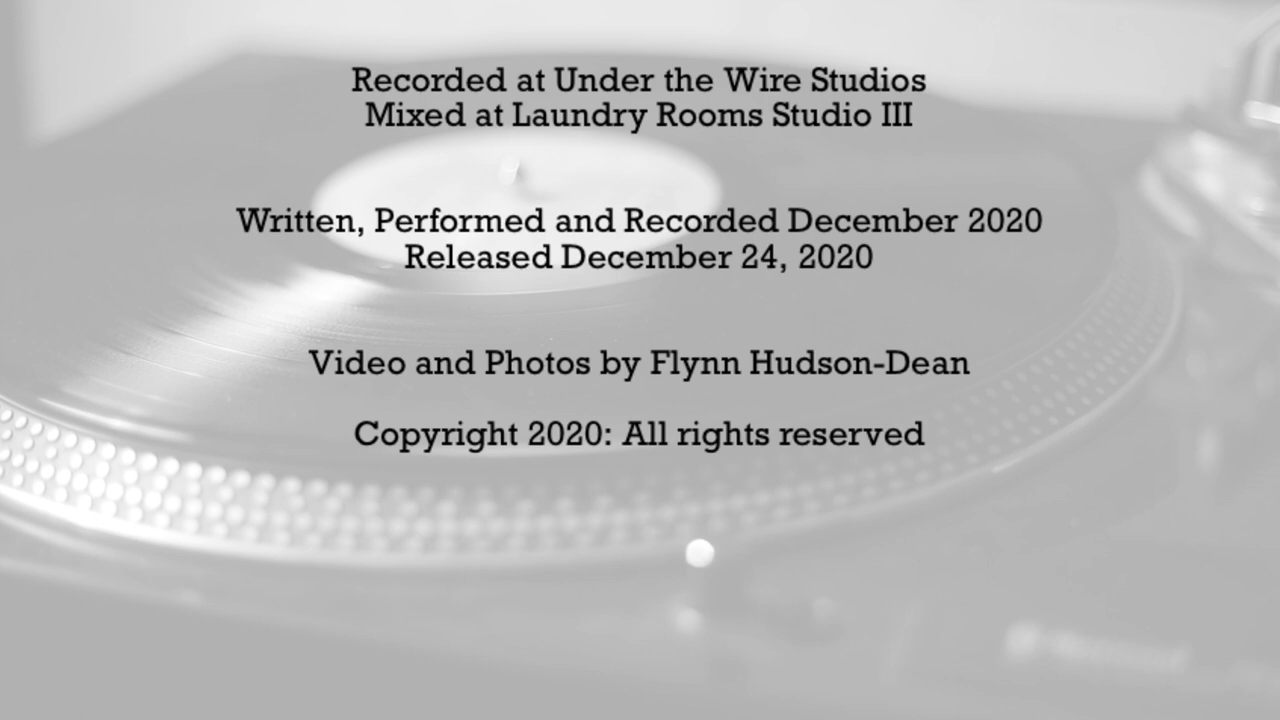 Recorded at Under the Wire Studios
Mixed at Laundry Rooms Studio III
Written, Performed and Recorded December 2020
Released December 24, 2020
Video and Photos by Flynn Hudson-Dean
Copyright 2020: All rights reserved